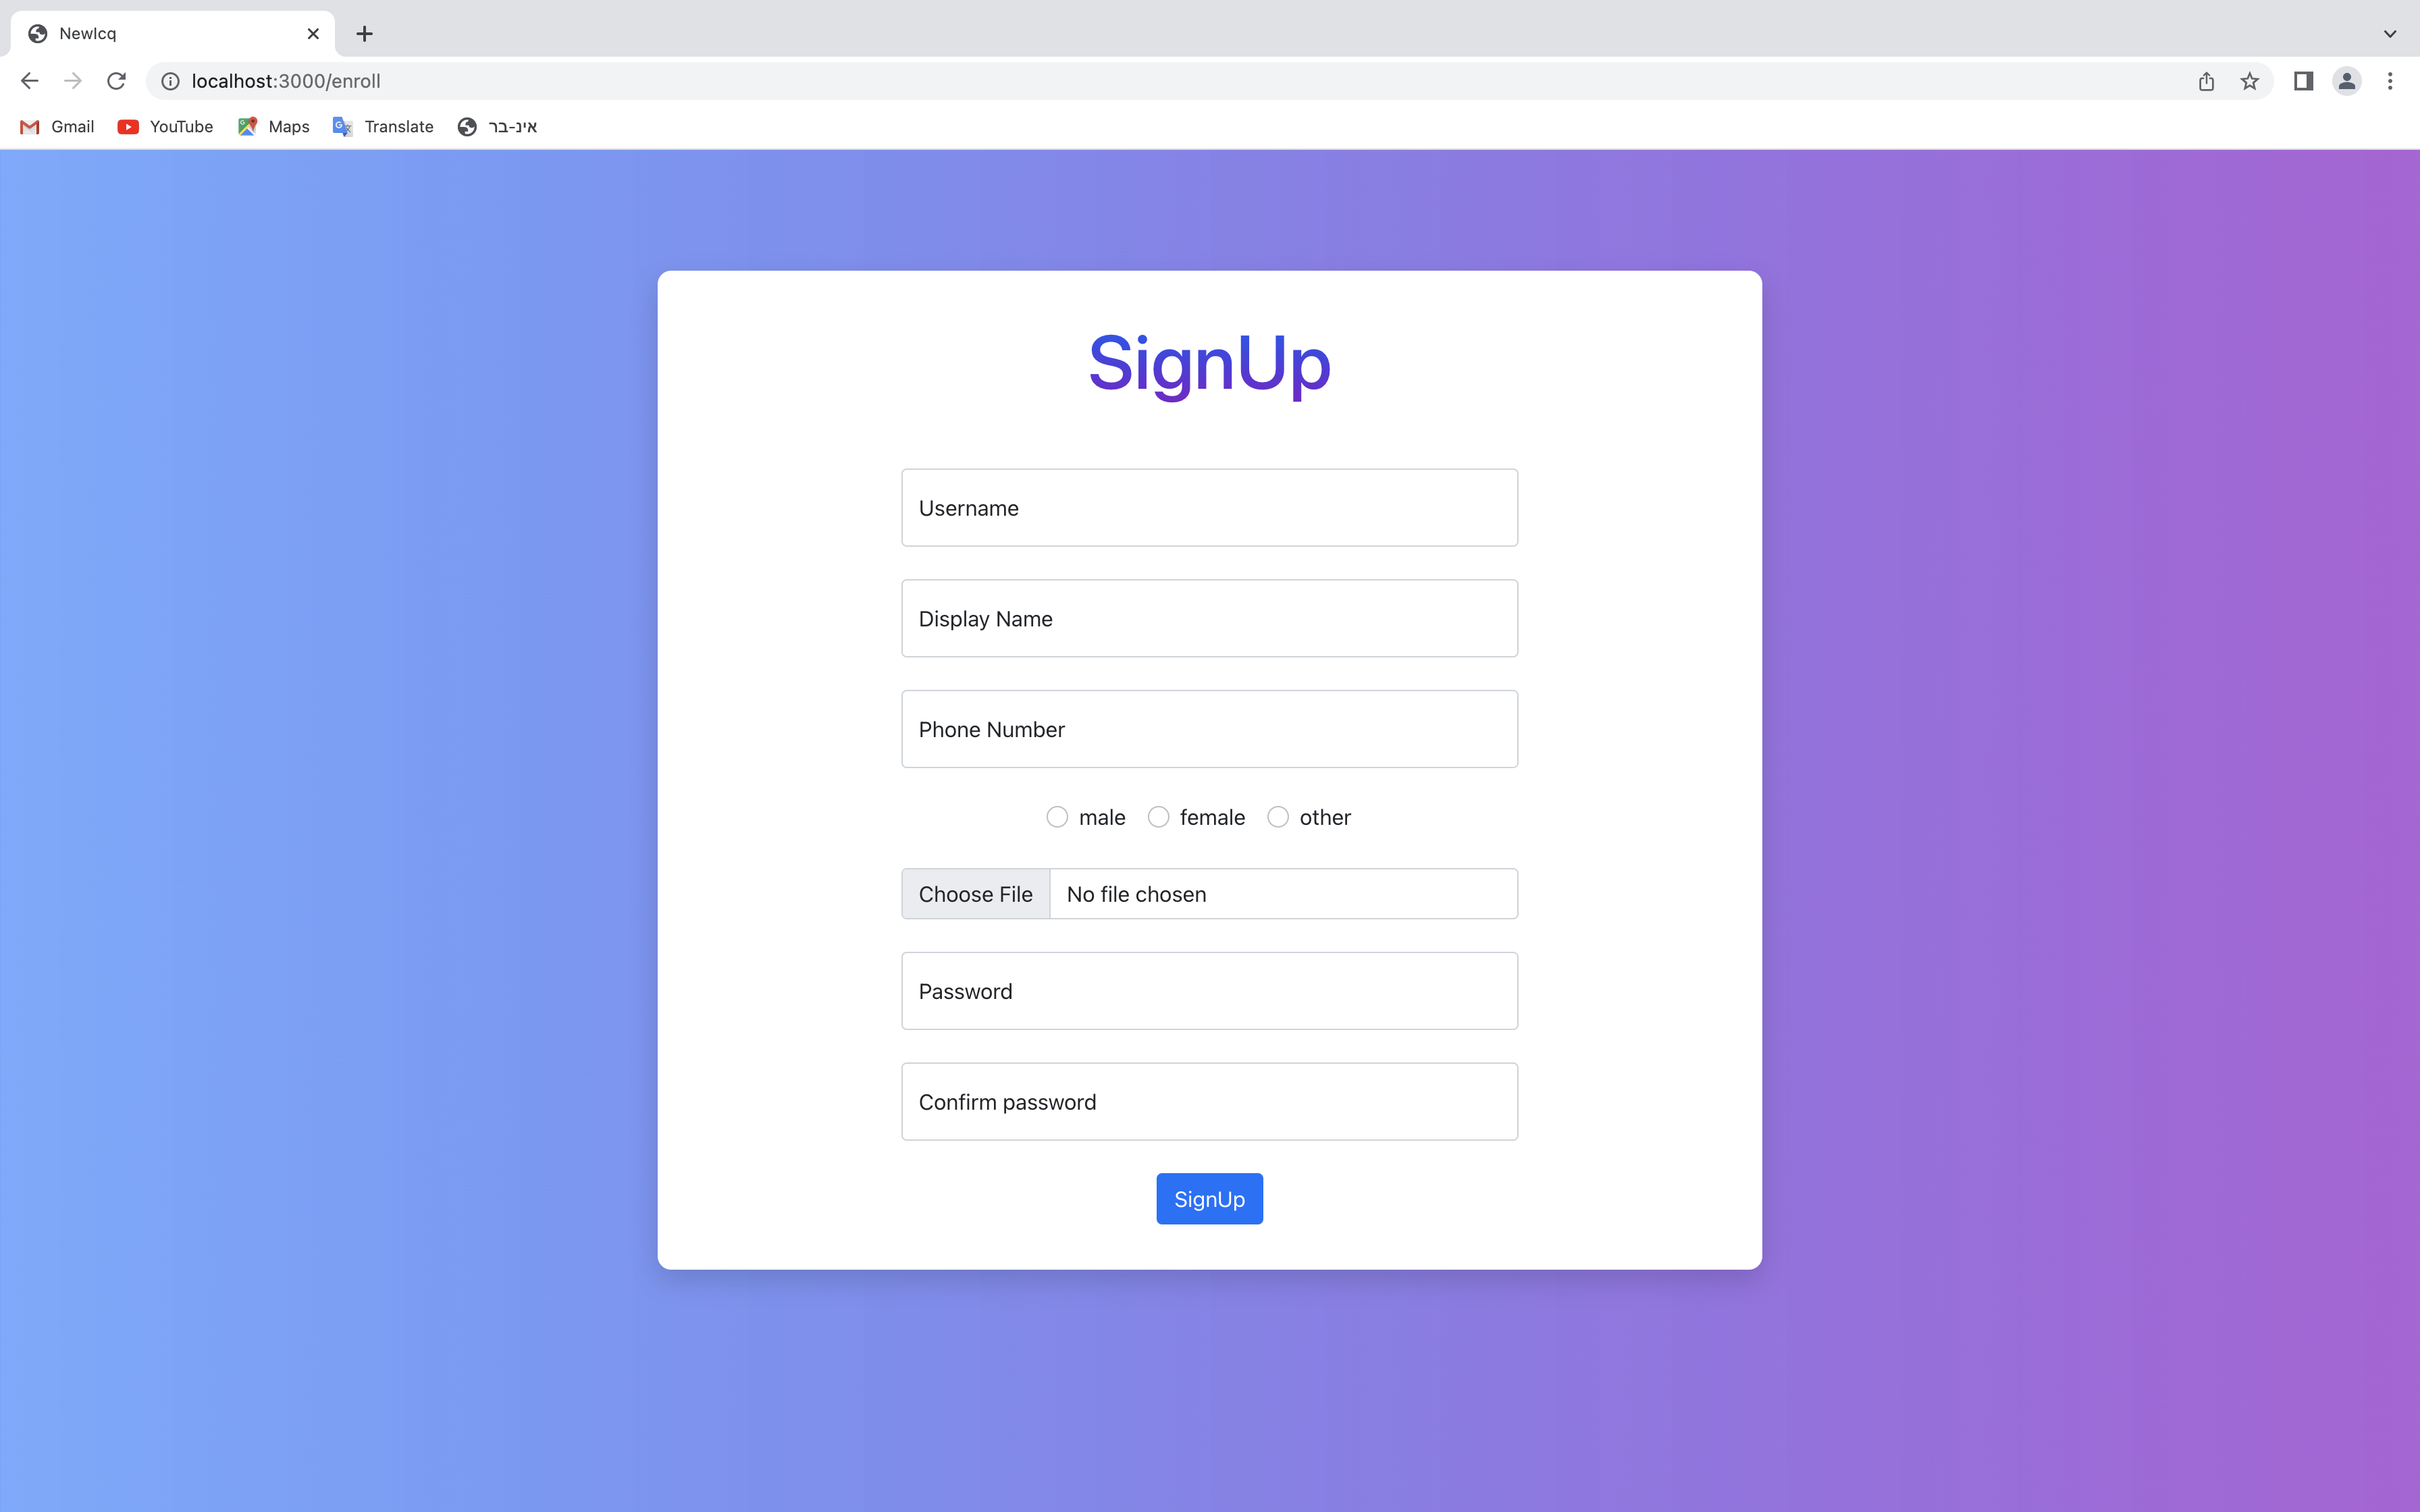 NewIcq
localhost:3000/enroll
Gmail YouTube Maps Translate אינ-בר
SignUp
Username
Display Name
Phone Number
male female other
Choose File No file chosen
Password
Confirm password
SignUp